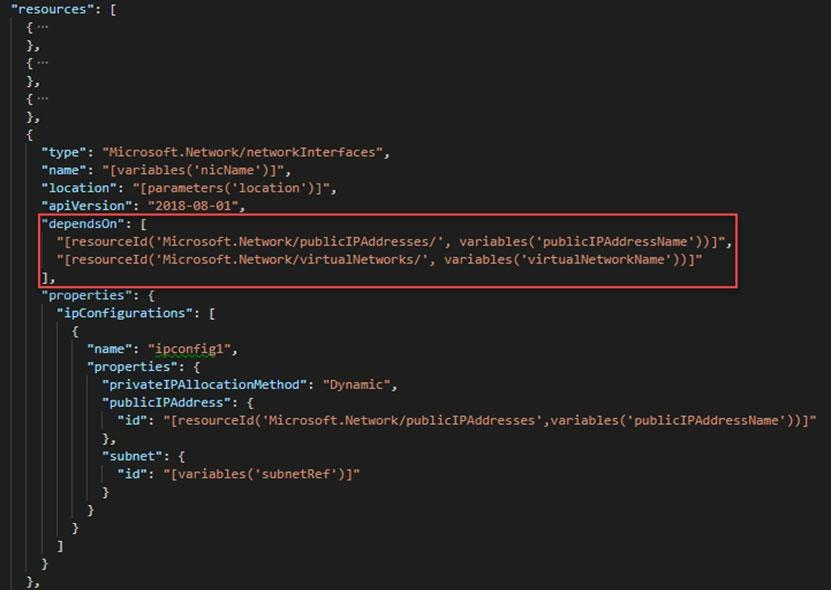 "resources": [
{ ...
},
{ ...
},
{ ...
},
{
"type": "Microsoft.Network/networkInterfaces",
"name": "[variables('nicName')]",
"location": "[parameters('location')]",
"apiVersion": "2018-08-01",
"dependsOn": [
"[resourceId('Microsoft.Network/publicIPAddresses/', variables('publicIPAddressName'))]",
"[resourceId('Microsoft.Network/virtualNetworks/', variables('virtualNetworkName'))]"
],
"properties": {
"ipConfigurations": [
{
"name": "ipconfig1",
"properties": {
"privateIPAllocationMethod": "Dynamic",
"publicIPAddress": {
"id": "[resourceId('Microsoft.Network/publicIPAddresses',variables('publicIPAddressName'))]"
},
"subnet": {
"id": "[variables('subnetRef')]"
}
}
}
]
}
},